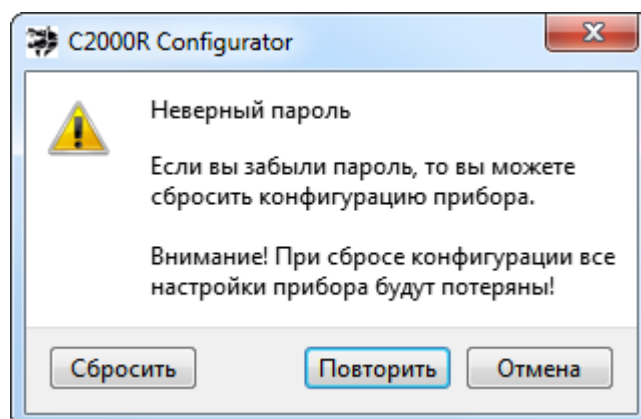 C2000R Configurator
Неверный пароль
Если вы забыли пароль, то вы можете
сбросить конфигурацию прибора.
Внимание! При сбросе конфигурации все
настройки прибора будут потеряны!
Сбросить Повторить Отмена